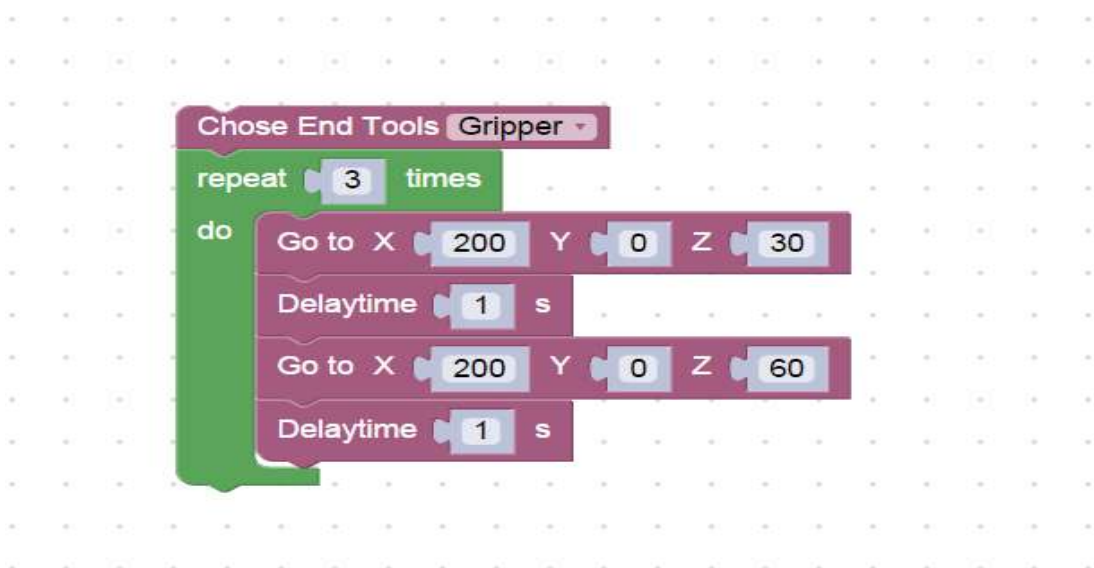 Chose End Tools Gripper
repeat 3 times
do
Go to X 200 Y 0 Z 30
Delaytime 1 s
Go to X 200 Y 0 Z 60
Delaytime 1 s